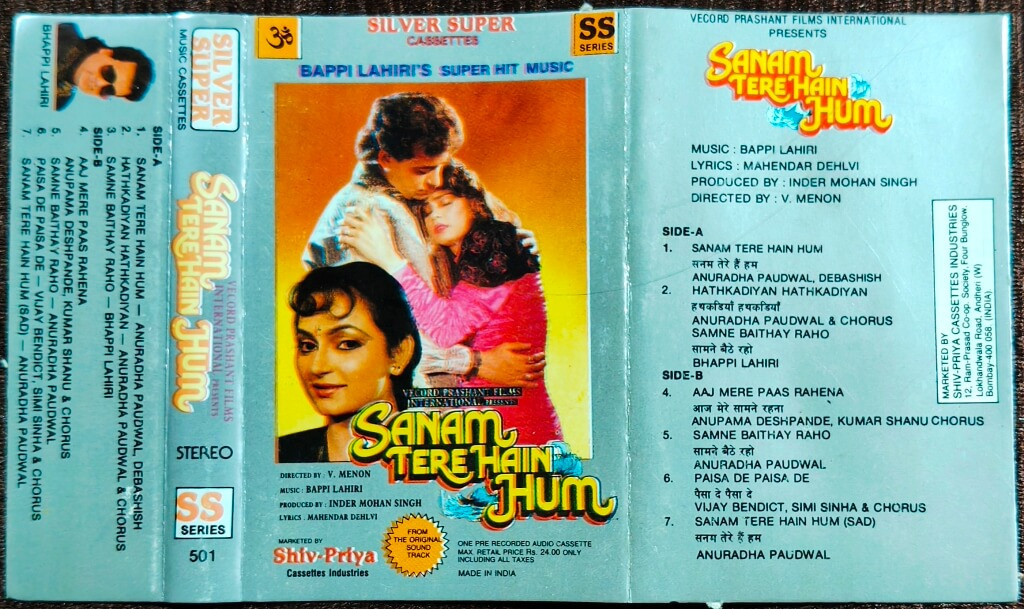 BHAPPI LAHIRI
SIDE-A
1. SANAM TERE HAIN HUM — ANURADHA PAUDWAL, DEBASHISH
2. HATHKADIYAN HATHKADIYAN — ANURADHA PAUDWAL & CHORUS
3. SAMNE BAITHAY RAHO — BHAPPI LAHIRI
SIDE-B
4. AAJ MERE PAAS RAHENA
ANUPAMA DESHPANDE, KUMAR SHANU & CHORUS
5. SAMNE BAITHAY RAHO — ANURADHA PAUDWAL
6. PAISA DE PAISA DE — VIJAY BENDICT, SIMI SINHA & CHORUS
7. SANAM TERE HAIN HUM (SAD) — ANURADHA PAUDWAL
SILVER
SUPER
MUSIC CASSETTES
VECORD PRASHANT FILMS
INTERNATIONAL PRESENTS
SANAM
TERE HAIN
HUM
STEREO
SS
SERIES
501
ॐ
SILVER SUPER
CASSETTES
SS
SERIES
BAPPI LAHIRI'S SUPER HIT MUSIC
VECORD PRASHANT FILMS
INTERNATIONAL PRESENTS
SANAM
TERE HAIN
HUM
DIRECTED BY : V. MENON
MUSIC : BAPPI LAHIRI
PRODUCED BY : INDER MOHAN SINGH
LYRICS : MAHENDAR DEHLVI
MARKETED BY
Shiv-Priya
Cassettes Industries
FROM
THE ORIGINAL
SOUND
TRACK
ONE PRE RECORDED AUDIO CASSETTE
MAX. RETAIL PRICE Rs. 24.00 ONLY
INCLUDING ALL TAXES
MADE IN INDIA
VECORD PRASHANT FILMS INTERNATIONAL
PRESENTS
SANAM
TERE HAIN
HUM
MUSIC : BAPPI LAHIRI
LYRICS : MAHENDAR DEHLVI
PRODUCED BY : INDER MOHAN SINGH
DIRECTED BY : V. MENON
SIDE-A
1. SANAM TERE HAIN HUM
सनम तेरे हैं हम
ANURADHA PAUDWAL, DEBASHISH
2. HATHKADIYAN HATHKADIYAN
हथकडियाँ हथकडियाँ
ANURADHA PAUDWAL & CHORUS
SAMNE BAITHAY RAHO
सामने बैठे रहो
BHAPPI LAHIRI
SIDE-B
4. AAJ MERE PAAS RAHENA
आज मेरे सामने रहना
ANUPAMA DESHPANDE, KUMAR SHANU CHORUS
5. SAMNE BAITHAY RAHO
सामने बैठे रहो
ANURADHA PAUDWAL
6. PAISA DE PAISA DE
पैसा दे पैसा दे
VIJAY BENDICT, SIMI SINHA & CHORUS
7. SANAM TERE HAIN HUM (SAD)
सनम तेरे हैं हम
ANURADHA PAUDWAL
MARKETED BY
SHIV-PRIYA CASSETTES INDUSTRIES
12, Ram-Prasad Co-op. Society, Four Bunglow,
Lokhandwala Road, Andheri (W)
Bombay-400 058. (INDIA).